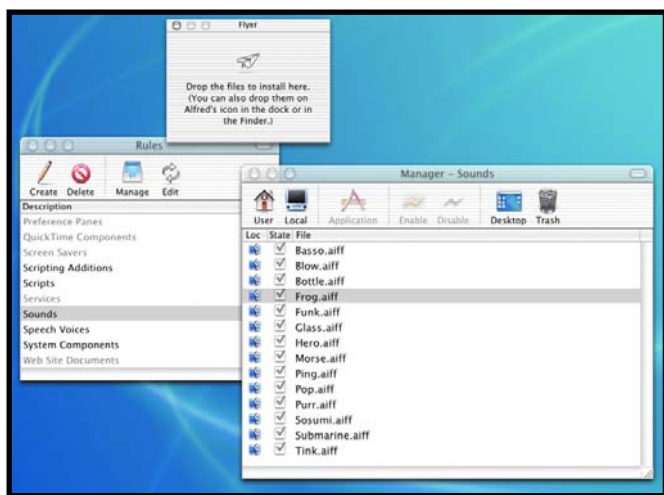 Flyer
Drop the files to install here.
(You can also drop them on
Alfred's icon in the dock or in
the Finder.)
Rules
Create Delete Manage Edit
Description
Preference Panes
QuickTime Components
Screen Savers
Scripting Additions
Scripts
Services
Sounds
Speech Voices
System Components
Web Site Documents
Manager – Sounds
User Local Application Enable Disable Desktop Trash
Loc State File
Basso.aiff
Blow.aiff
Bottle.aiff
Frog.aiff
Funk.aiff
Glass.aiff
Hero.aiff
Morse.aiff
Ping.aiff
Pop.aiff
Purr.aiff
Sosumi.aiff
Submarine.aiff
Tink.aiff